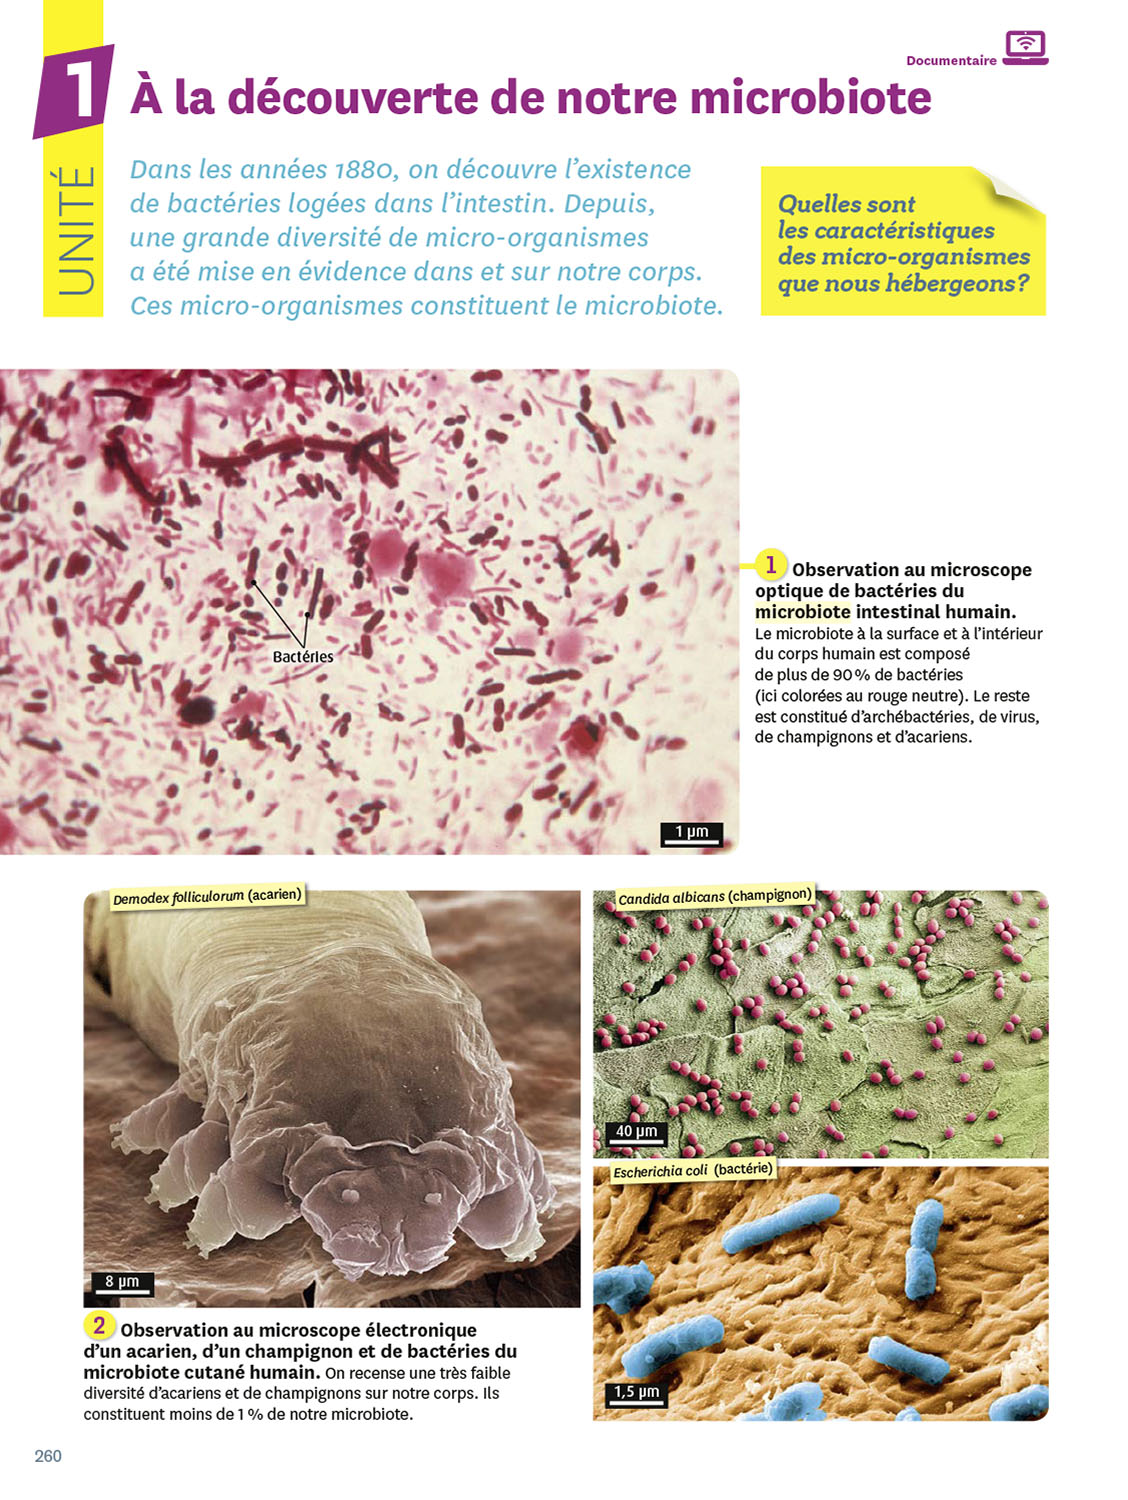 Documentaire
1
À la découverte de notre microbiote
UNITÉ
Dans les années 1880, on découvre l'existence
de bactéries logées dans l'intestin. Depuis,
une grande diversité de micro-organismes
a été mise en évidence dans et sur notre corps.
Ces micro-organismes constituent le microbiote.
Quelles sont
les caractéristiques
des micro-organismes
que nous hébergeons?
Bactéries
1 µm
1 Observation au microscope
optique de bactéries du
microbiote intestinal humain.
Le microbiote à la surface et à l'intérieur
du corps humain est composé
de plus de 90 % de bactéries
(ici colorées au rouge neutre). Le reste
est constitué d'archébactéries, de virus,
de champignons et d'acariens.
Demodex folliculorum (acarien)
8 µm
Candida albicans (champignon)
40 µm
Escherichia coli (bactérie)
1,5 µm
2 Observation au microscope électronique
d'un acarien, d'un champignon et de bactéries du
microbiote cutané humain. On recense une très faible
diversité d'acariens et de champignons sur notre corps. Ils
constituent moins de 1 % de notre microbiote.
260